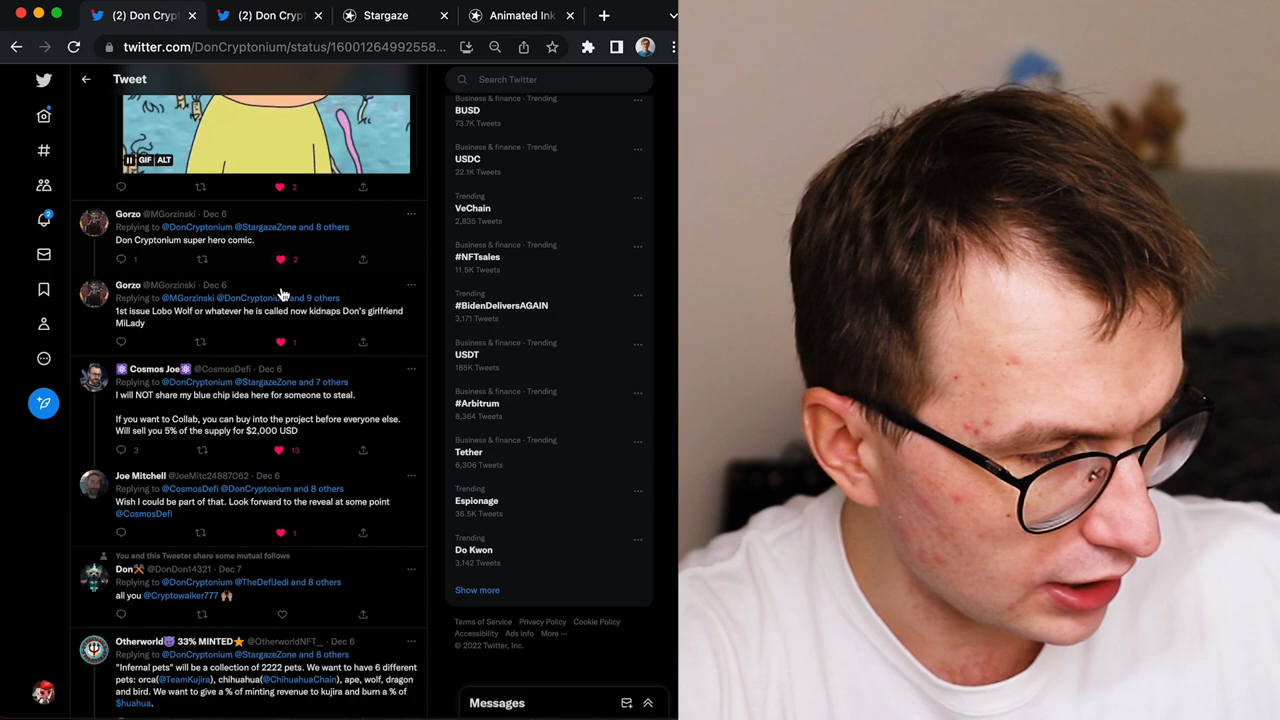 (2) Don Crypt
(2) Don Crypt
Stargaze
Animated Ink
twitter.com/DonCryptonium/status/16001264992558...
Tweet
GIF ALT
2
Gorzo @MGorzinski · Dec 6
Replying to @DonCryptonium @StargazeZone and 8 others
Don Cryptonium super hero comic.
1 2
Gorzo @MGorzinski · Dec 6
Replying to @MGorzinski @DonCryptonium and 9 others
1st issue Lobo Wolf or whatever he is called now kidnaps Don's girlfriend
MiLady
1
Cosmos Joe @CosmosDefi · Dec 6
Replying to @DonCryptonium @StargazeZone and 7 others
I will NOT share my blue chip idea here for someone to steal.
If you want to Collab, you can buy into the project before everyone else.
Will sell you 5% of the supply for $2,000 USD
3 13
Joe Mitchell @JoeMitc24887062 · Dec 6
Replying to @CosmosDefi @DonCryptonium and 8 others
Wish I could be part of that. Look forward to the reveal at some point
@CosmosDefi
1
You and this Tweeter share some mutual follows
Don @DonDon14321 · Dec 7
Replying to @DonCryptonium @TheDefiJedi and 8 others
all you @Cryptowalker777
Otherworld 33% MINTED @OtherworldNFT_ · Dec 6
Replying to @DonCryptonium @StargazeZone and 8 others
"Infernal pets" will be a collection of 2222 pets. We want to have 6 different
pets: orca(@TeamKujira), chihuahua(@ChihuahuaChain), ape, wolf, dragon
and bird. We want to give a % of minting revenue to kujira and burn a % of
$huahua.
2
Search Twitter
Business & finance · Trending
BUSD
73.7K Tweets
Business & finance · Trending
USDC
22.1K Tweets
Trending
VeChain
2,835 Tweets
Business & finance · Trending
#NFTsales
11.5K Tweets
Trending
#BidenDeliversAGAIN
3,171 Tweets
Business & finance · Trending
USDT
185K Tweets
Business & finance · Trending
#Arbitrum
8,364 Tweets
Business & finance · Trending
Tether
6,306 Tweets
Trending
Espionage
36.5K Tweets
Trending
Do Kwon
3,142 Tweets
Show more
Terms of Service Privacy Policy Cookie Policy
Accessibility Ads info More ···
© 2022 Twitter, Inc.
Messages